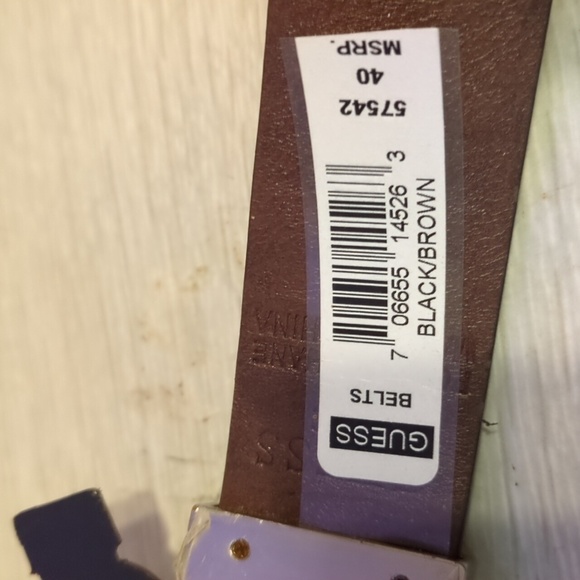 GUESS
BELTS
7 06655 14526 3
BLACK/BROWN
57542
40
MSRP.